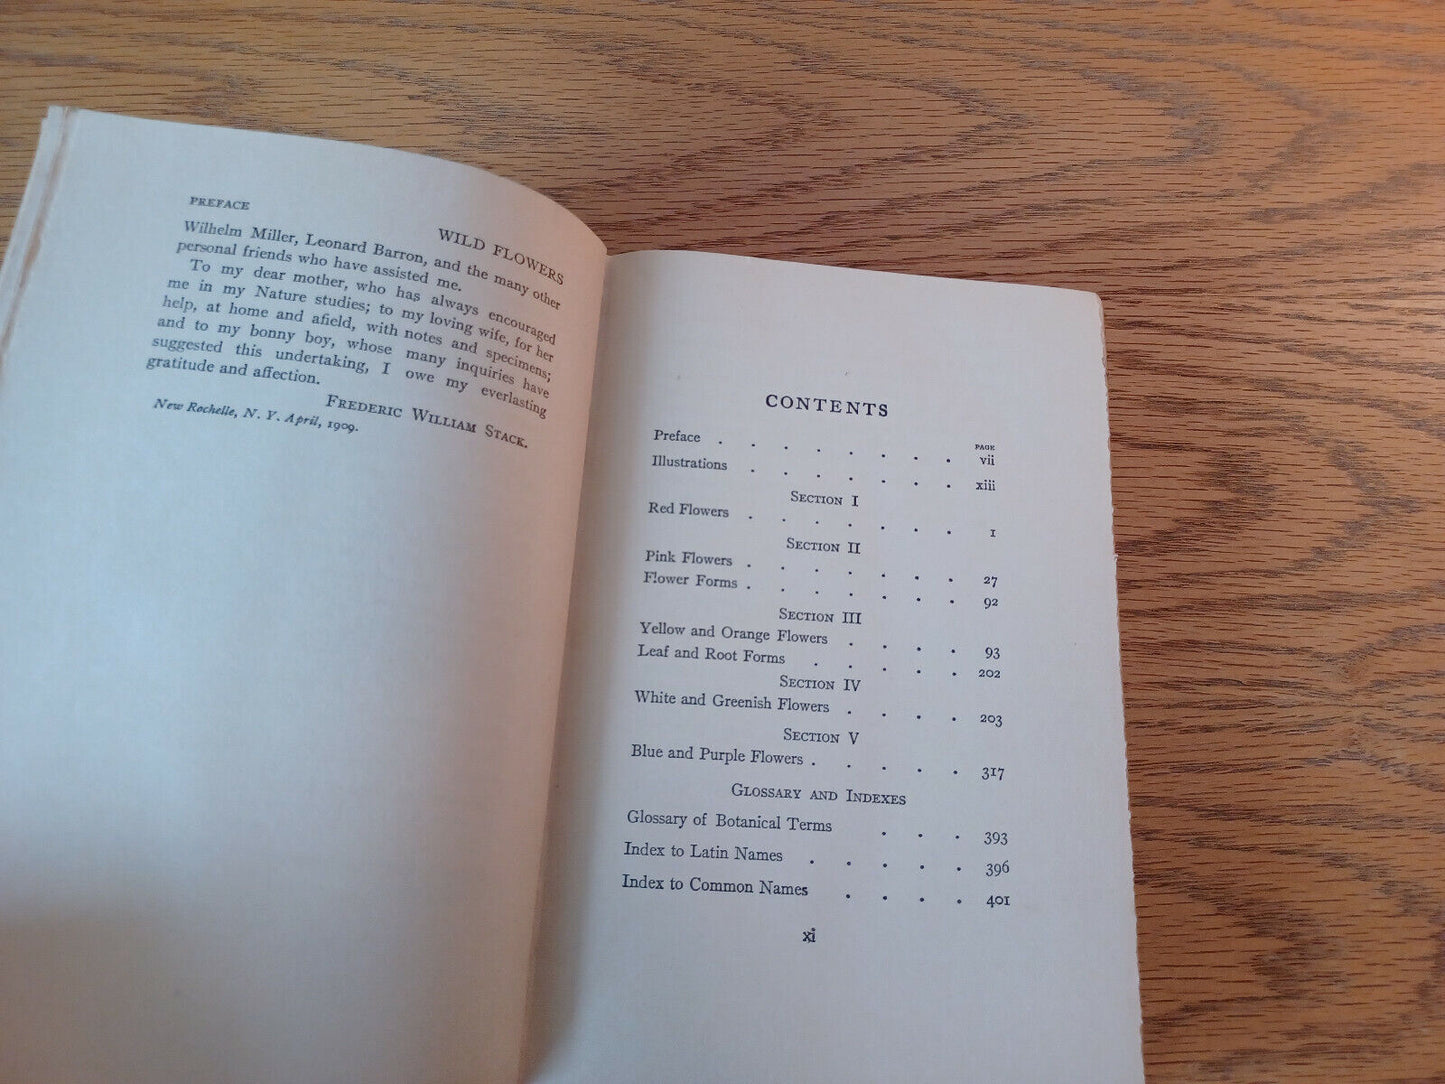 PREFACE WILD FLOWERS
Wilhelm Miller, Leonard Barron, and the many other
personal friends who have assisted me.
To my dear mother, who has always encouraged
me in my Nature studies; to my loving wife, for her
help, at home and afield, with notes and specimens;
and to my bonny boy, whose many inquiries have
suggested this undertaking, I owe my everlasting
gratitude and affection.
FREDERIC WILLIAM STACK.
New Rochelle, N. Y. April, 1909.
CONTENTS
PAGE
Preface . . . . . . . . vii
Illustrations . . . . . . . xiii
SECTION I
Red Flowers . . . . . . . 1
SECTION II
Pink Flowers . . . . . . . 27
Flower Forms . . . . . . . 92
SECTION III
Yellow and Orange Flowers . . . . 93
Leaf and Root Forms . . . . . 202
SECTION IV
White and Greenish Flowers . . . . 203
SECTION V
Blue and Purple Flowers . . . . . 317
GLOSSARY AND INDEXES
Glossary of Botanical Terms . . . 393
Index to Latin Names . . . . . 396
Index to Common Names . . . . 401
xi